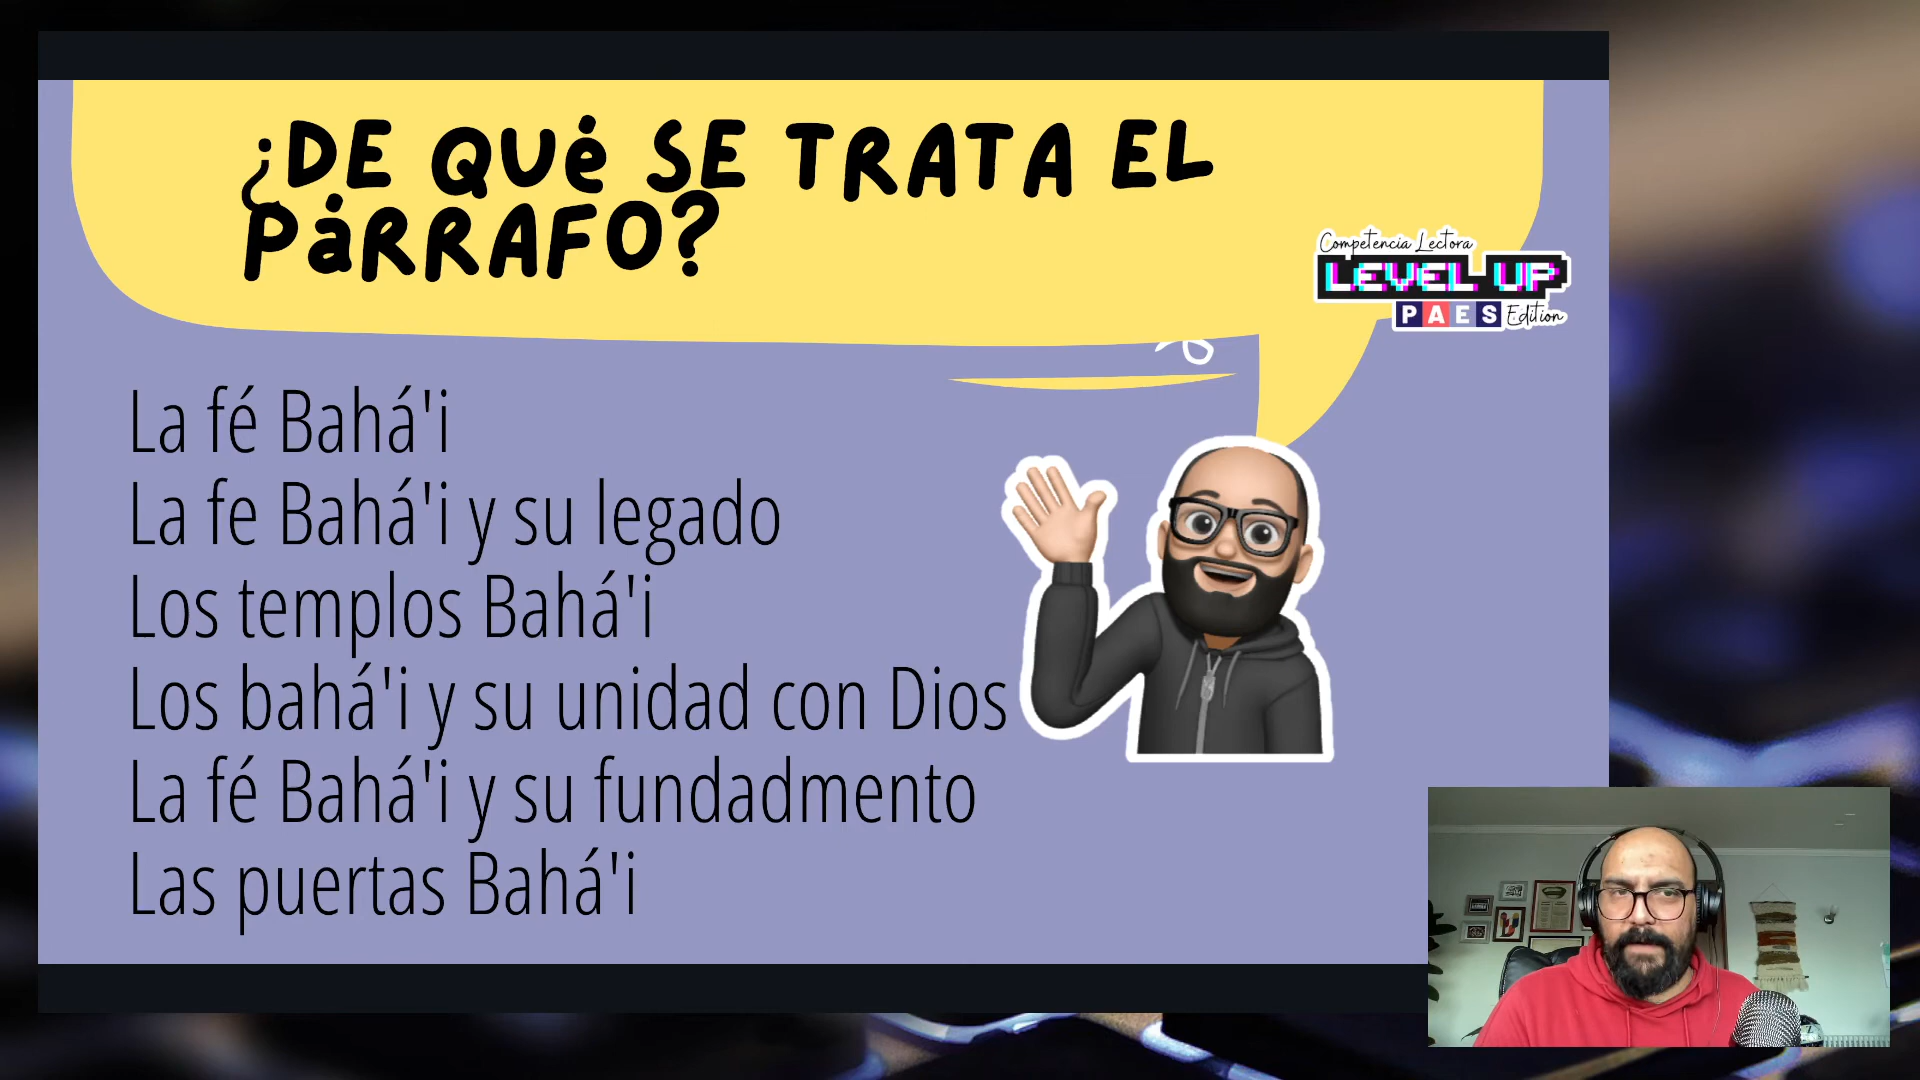 ¿DE QUé SE TRATA EL
PáRRAFO?
Competencia Lectora
LEVEL UP
PAES Edition
La fé Bahá'i
La fe Bahá'i y su legado
Los templos Bahá'i
Los bahá'i y su unidad con Dios
La fé Bahá'i y su fundadmento
Las puertas Bahá'i